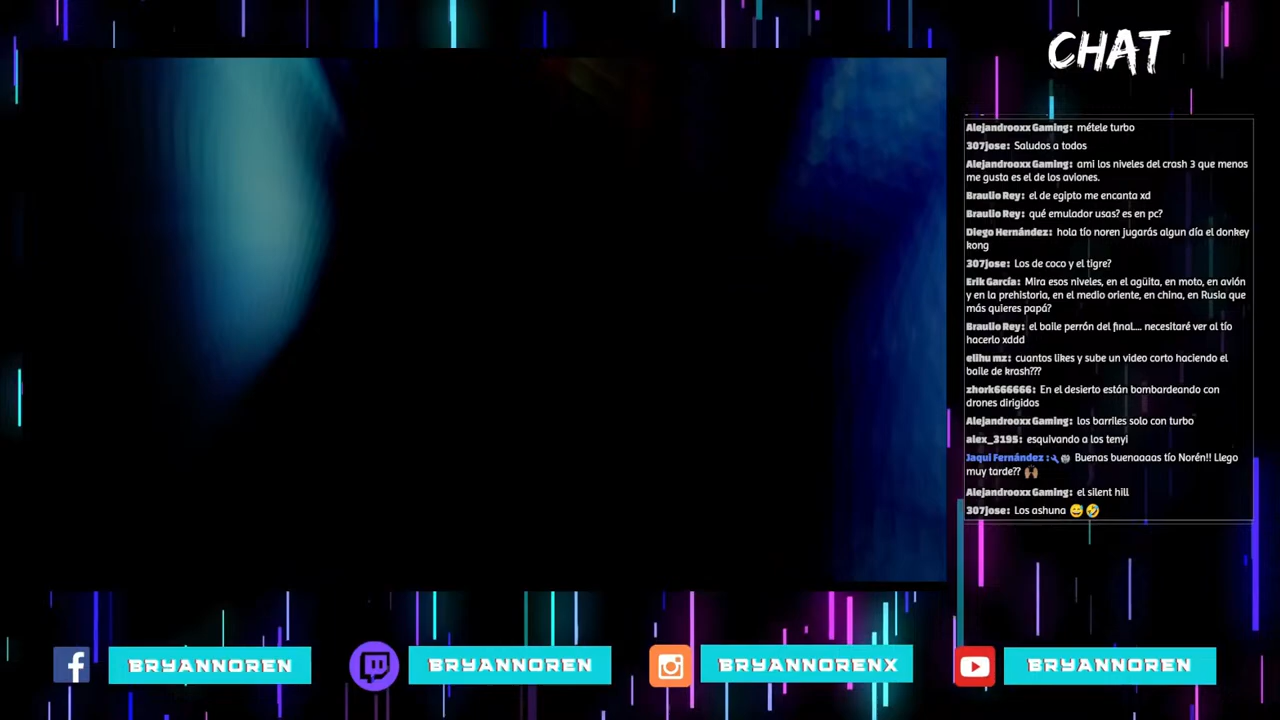 CHAT
Alejandrooxx Gaming: métele turbo
307jose: Saludos a todos
Alejandrooxx Gaming: ami los niveles del crash 3 que menos
me gusta es el de los aviones.
Braulio Rey: el de egipto me encanta xd
Braulio Rey: qué emulador usas? es en pc?
Diego Hernández: hola tío noren jugarás algun día el donkey
kong
307jose: Los de coco y el tigre?
Erik García: Mira esos niveles, en el agüita, en moto, en avión
y en la prehistoria, en el medio oriente, en china, en Rusia que
más quieres papá?
Braulio Rey: el baile perrón del final.... necesitaré ver al tío
hacerlo xddd
elihu mz: cuantos likes y sube un video corto haciendo el
baile de krash???
zhork666666: En el desierto están bombardeando con
drones dirigidos
Alejandrooxx Gaming: los barriles solo con turbo
alex_3195: esquivando a los tenyi
Jaqui Fernández : Buenas buenaaaas tío Norén!! Llego
muy tarde?? 🙌🏽
Alejandrooxx Gaming: el silent hill
307jose: Los ashuna 😅🤣
BRYANNOREN
BRYANNOREN
BRYANNORENX
BRYANNOREN